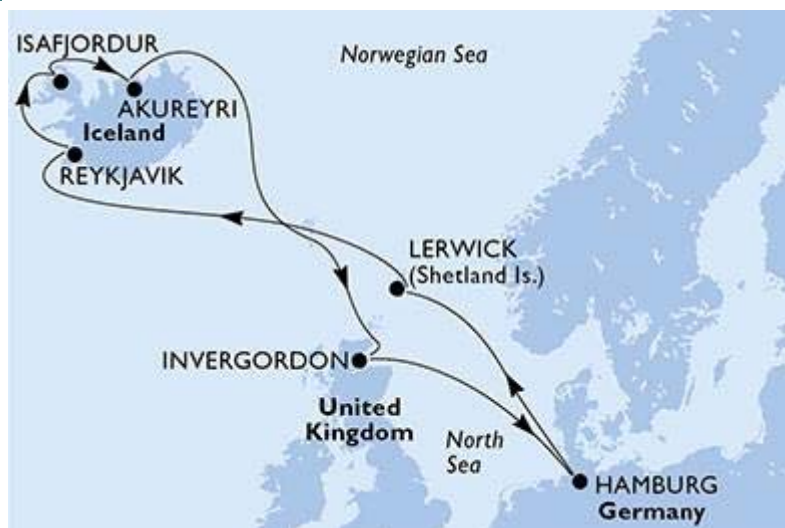 ISAFJORDUR
Norwegian Sea
AKUREYRI
Iceland
REYKJAVIK
LERWICK
(Shetland Is.)
INVERGORDON
United
Kingdom
North
Sea
HAMBURG
Germany